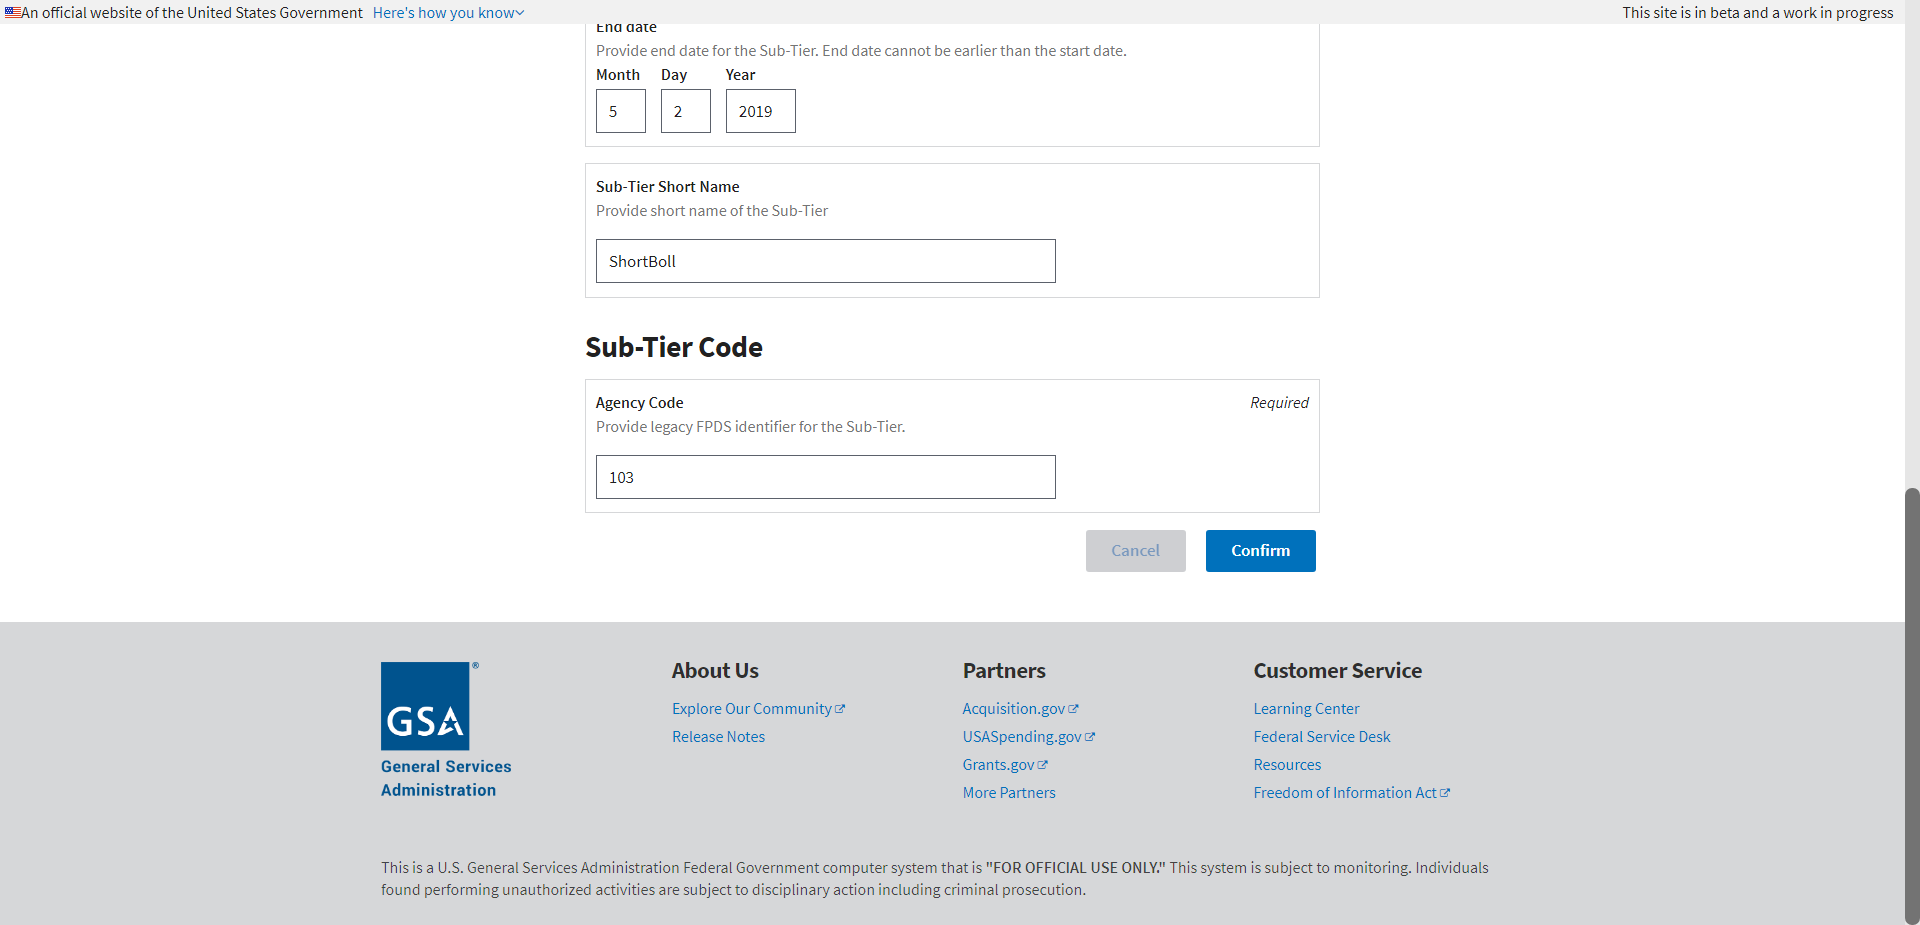 An official website of the United States Government Here's how you know
This site is in beta and a work in progress
End date
Provide end date for the Sub-Tier. End date cannot be earlier than the start date.
Month Day Year
5 2 2019
Sub-Tier Short Name
Provide short name of the Sub-Tier
ShortBoll
Sub-Tier Code
Agency Code Required
Provide legacy FPDS identifier for the Sub-Tier.
103
Cancel Confirm
GSA ®
General Services
Administration
About Us
Explore Our Community
Release Notes
Partners
Acquisition.gov
USASpending.gov
Grants.gov
More Partners
Customer Service
Learning Center
Federal Service Desk
Resources
Freedom of Information Act
This is a U.S. General Services Administration Federal Government computer system that is "FOR OFFICIAL USE ONLY." This system is subject to monitoring. Individuals
found performing unauthorized activities are subject to disciplinary action including criminal prosecution.